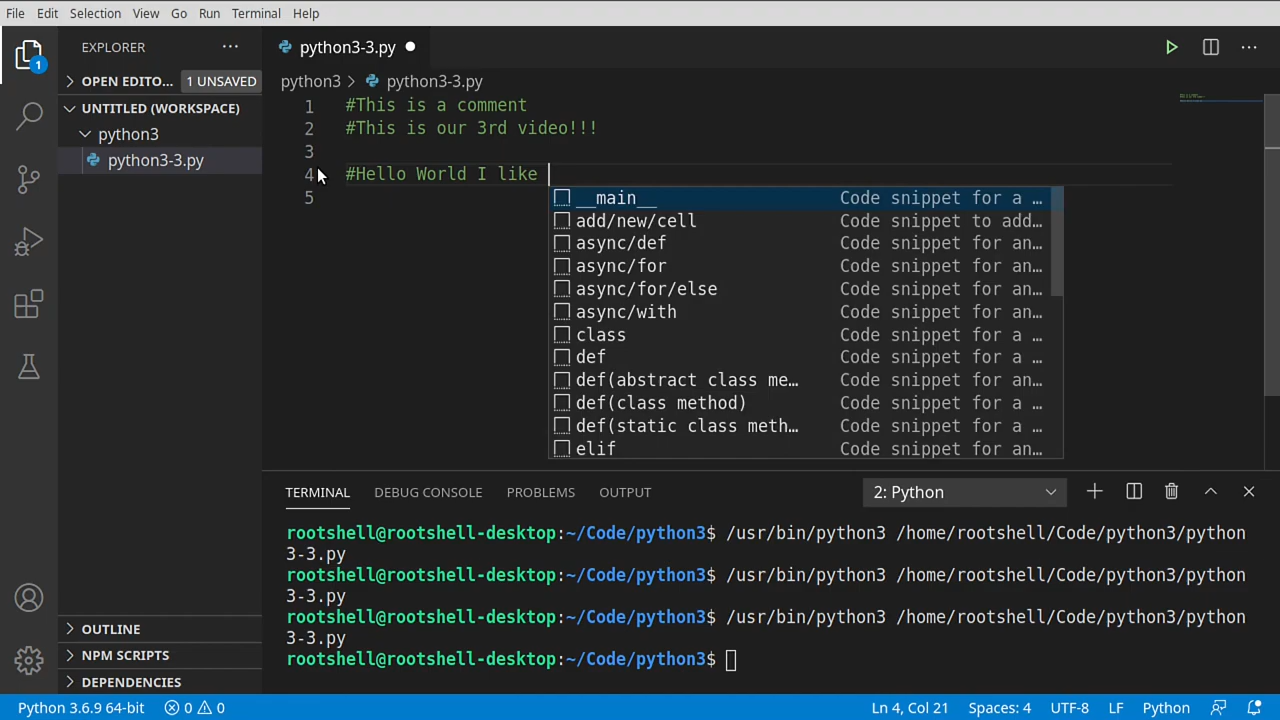 File Edit Selection View Go Run Terminal Help
EXPLORER ···
python3-3.py
1
OPEN EDITO... 1 UNSAVED
UNTITLED (WORKSPACE)
python3
python3-3.py
python3 > python3-3.py
1 #This is a comment
2 #This is our 3rd video!!!
3
4 #Hello World I like
5
__main__ Code snippet for a …
add/new/cell Code snippet to add…
async/def Code snippet for an…
async/for Code snippet for an…
async/for/else Code snippet for an…
async/with Code snippet for an…
class Code snippet for a …
def Code snippet for a …
def(abstract class me… Code snippet for an…
def(class method) Code snippet for a …
def(static class meth… Code snippet for a …
elif Code snippet for an…
TERMINAL DEBUG CONSOLE PROBLEMS OUTPUT 2: Python
rootshell@rootshell-desktop:~/Code/python3$ /usr/bin/python3 /home/rootshell/Code/python3/python
3-3.py
rootshell@rootshell-desktop:~/Code/python3$ /usr/bin/python3 /home/rootshell/Code/python3/python
3-3.py
rootshell@rootshell-desktop:~/Code/python3$ /usr/bin/python3 /home/rootshell/Code/python3/python
3-3.py
rootshell@rootshell-desktop:~/Code/python3$
OUTLINE
NPM SCRIPTS
DEPENDENCIES
Python 3.6.9 64-bit 0 0 Ln 4, Col 21 Spaces: 4 UTF-8 LF Python